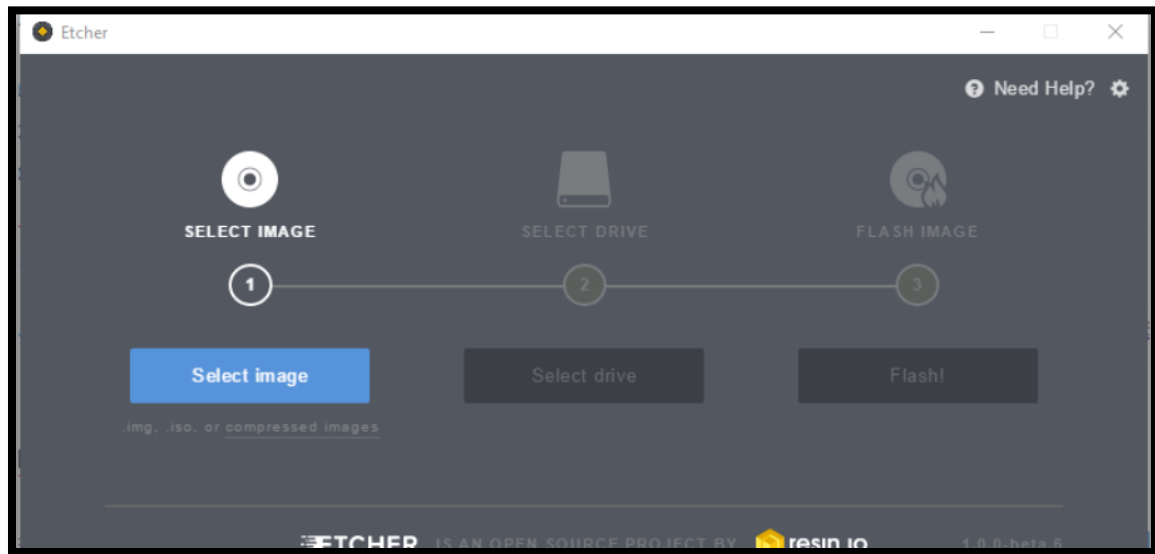 Etcher
Need Help?
SELECT IMAGE
SELECT DRIVE
FLASH IMAGE
1
2
3
Select image
Select drive
Flash!
.img, .iso, or compressed images
ETCHER IS AN OPEN SOURCE PROJECT BY resin.io 1.0.0-beta.6